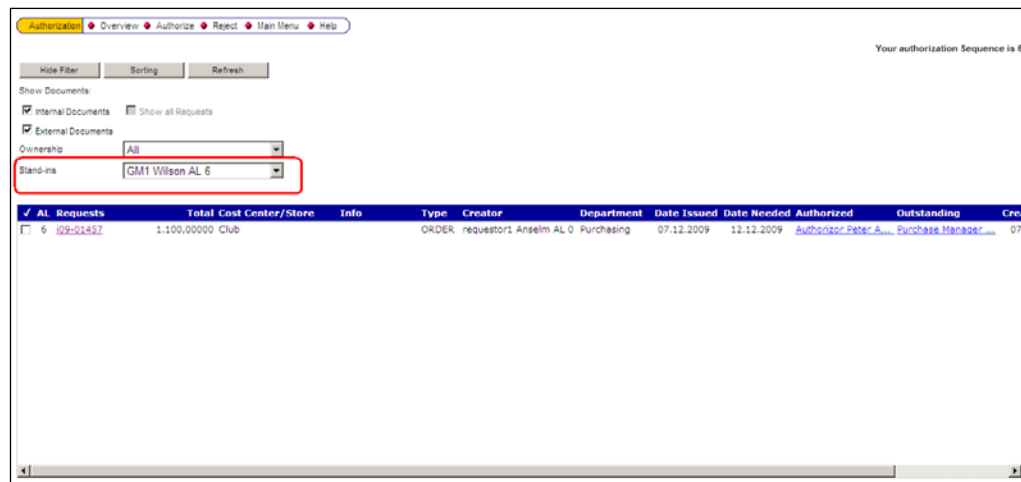 Authorization Overview Authorize Reject Main Menu Help
Your authorization Sequence is 6
Hide Filter Sorting Refresh
Show Documents:
Internal Documents Show all Requests
External Documents
Ownership All
Stand-ins GM1 Wilson AL 6
AL Requests Total Cost Center/Store Info Type Creator Department Date Issued Date Needed Authorized Outstanding Crea
6 i09-01457 1.100,00000 Club ORDER requestor1 Anselm AL 0 Purchasing 07.12.2009 12.12.2009 Authorizor Peter A... Purchase Manager ... 07